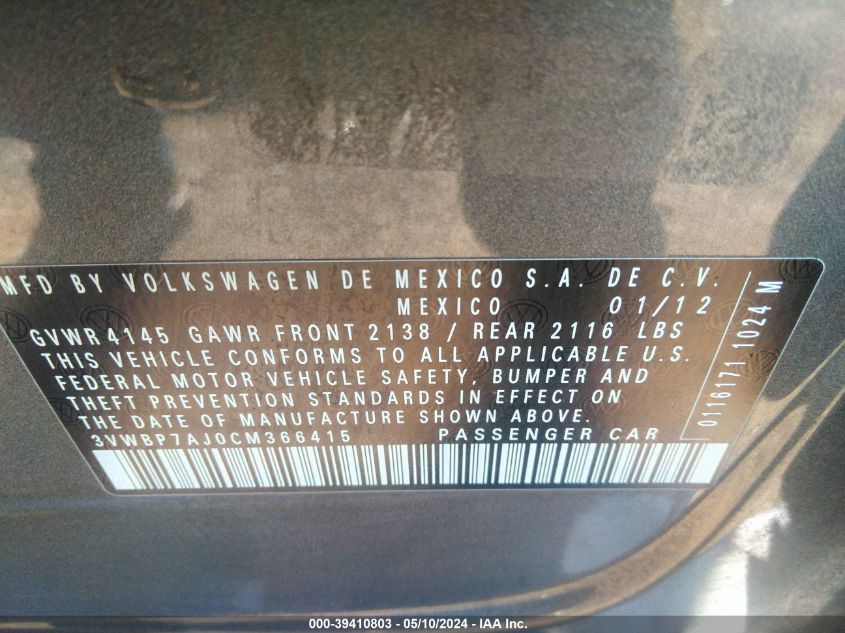 MFD BY VOLKSWAGEN DE MEXICO S.A. DE C.V.
MEXICO 01/12
GVWR 4145 GAWR FRONT 2138 / REAR 2116 LBS
THIS VEHICLE CONFORMS TO ALL APPLICABLE U.S.
FEDERAL MOTOR VEHICLE SAFETY, BUMPER AND
THEFT PREVENTION STANDARDS IN EFFECT ON
THE DATE OF MANUFACTURE SHOWN ABOVE.
3VWBP7AJ0CM366415 PASSENGER CAR
0116171 1024 M
000-39410803 - 05/10/2024 - IAA Inc.